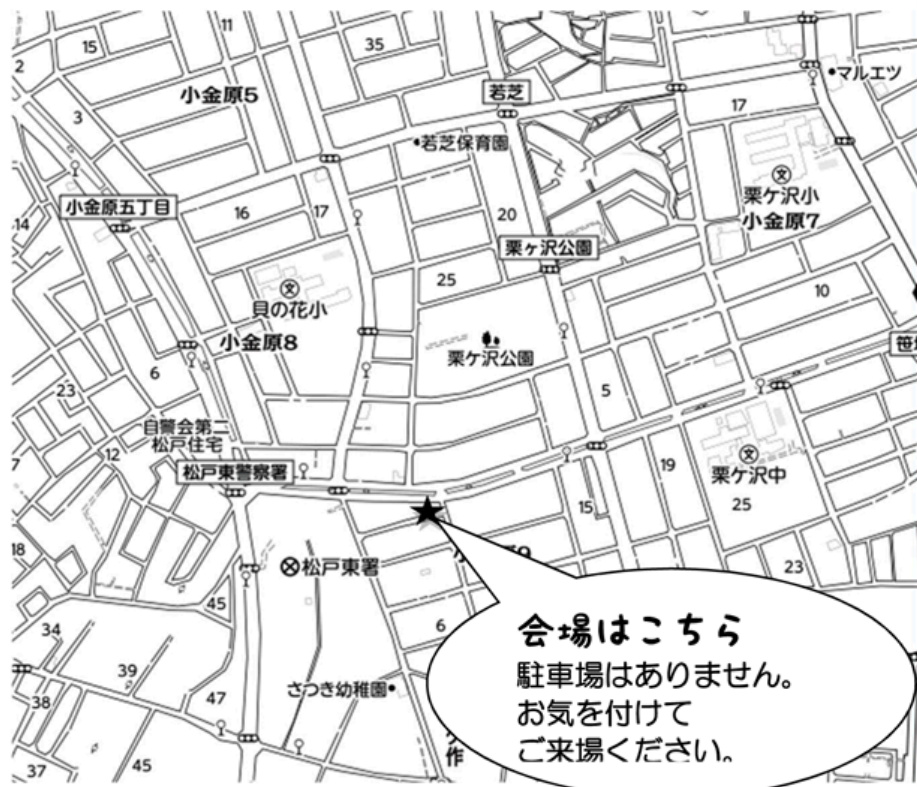 11
15
35
2
小金原5
マルエツ
若芝
17
3
若芝保育園
栗ケ沢小
小金原7
小金原五丁目
16
17
20
14
栗ヶ沢公園
25
10
貝の花小
小金原8
栗ケ沢公園
6
5
23
自警会第二
松戸住宅
12
7
松戸東警察署
19
栗ケ沢中
25
15
18
松戸東署
23
45
34
6
39
47
さつき幼稚園
38
37
45
作
会場はこちら
駐車場はありません。
お気を付けて
ご来場ください。